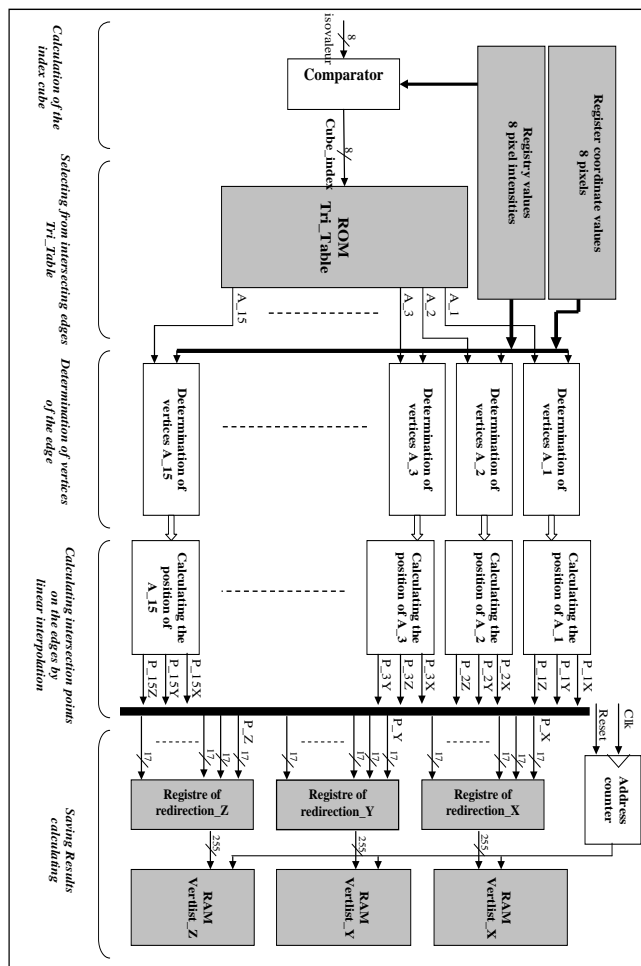 Calculation of the
index cube
Selecting from intersecting edges
Tri_Table
Determination of vertices
of the edge
Calculating intersection points
on the edges by
linear interpolation
Saving Results
calculating
isovaleur
8
Comparator
Cube_index
8
Registry values
8 pixel intensities
Register coordinate values
8 pixels
ROM
Tri_Table
A_1
A_2
A_3
A_15
Determination of
vertices A_1
Determination of
vertices A_2
Determination of
vertices A_3
Determination of
vertices A_15
Calculating the
position of A_1
Calculating the
position of A_2
Calculating the
position of
A_3
Calculating the
position of
A_15
P_1X
P_1Y
P_1Z
P_2X
P_2Y
P_2Z
P_3X
P_3Z
P_3Y
P_15X
P_15Y
P_15Z
Clk
Reset
Address
counter
P_X
17
17
17
17
P_Y
17
17
17
17
P_Z
17
17
17
17
Registre of
redirection_X
Registre of
redirection_Y
Registre of
redirection_Z
255
255
255
RAM
Vertlist_X
RAM
Vertlist_Y
RAM
Vertlist_Z